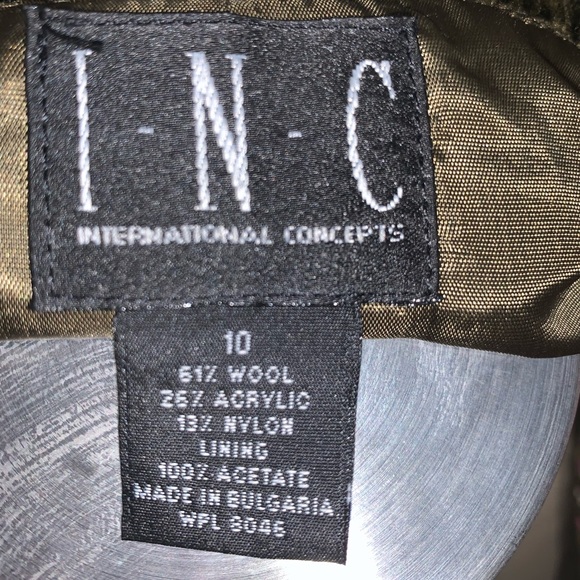 I-N-C
INTERNATIONAL CONCEPTS
10
61% WOOL
26% ACRYLIC
13% NYLON
LINING
100% ACETATE
MADE IN BULGARIA
WPL 8046